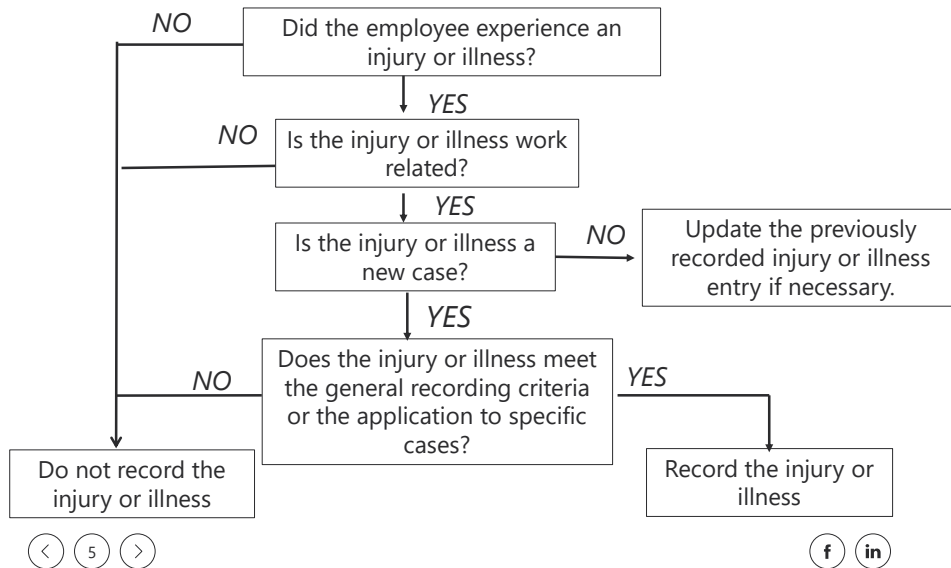 NO
Did the employee experience an
injury or illness?
YES
NO
Is the injury or illness work
related?
YES
Is the injury or illness a
new case?
NO
Update the previously
recorded injury or illness
entry if necessary.
YES
Does the injury or illness meet
the general recording criteria
or the application to specific
cases?
NO
YES
Do not record the
injury or illness
Record the injury or
illness
5
f
in